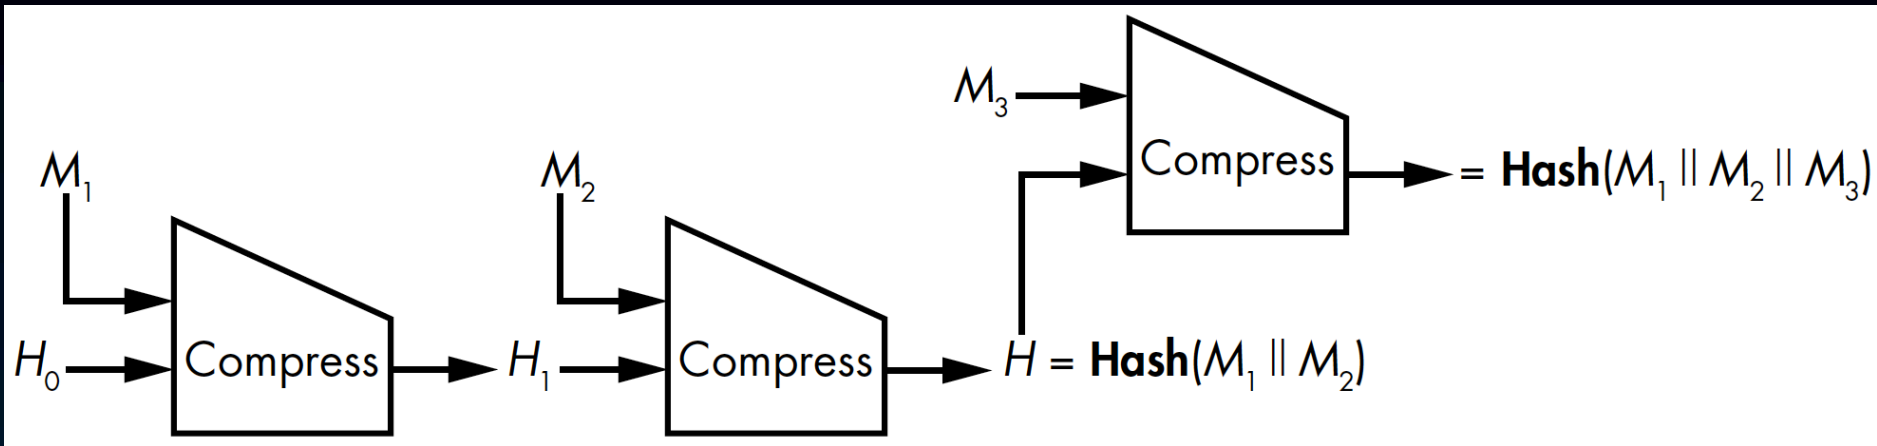 M₃
Compress
= Hash(M₁ || M₂ || M₃)
M₁
M₂
H₀
Compress
H₁
Compress
H = Hash(M₁ || M₂)